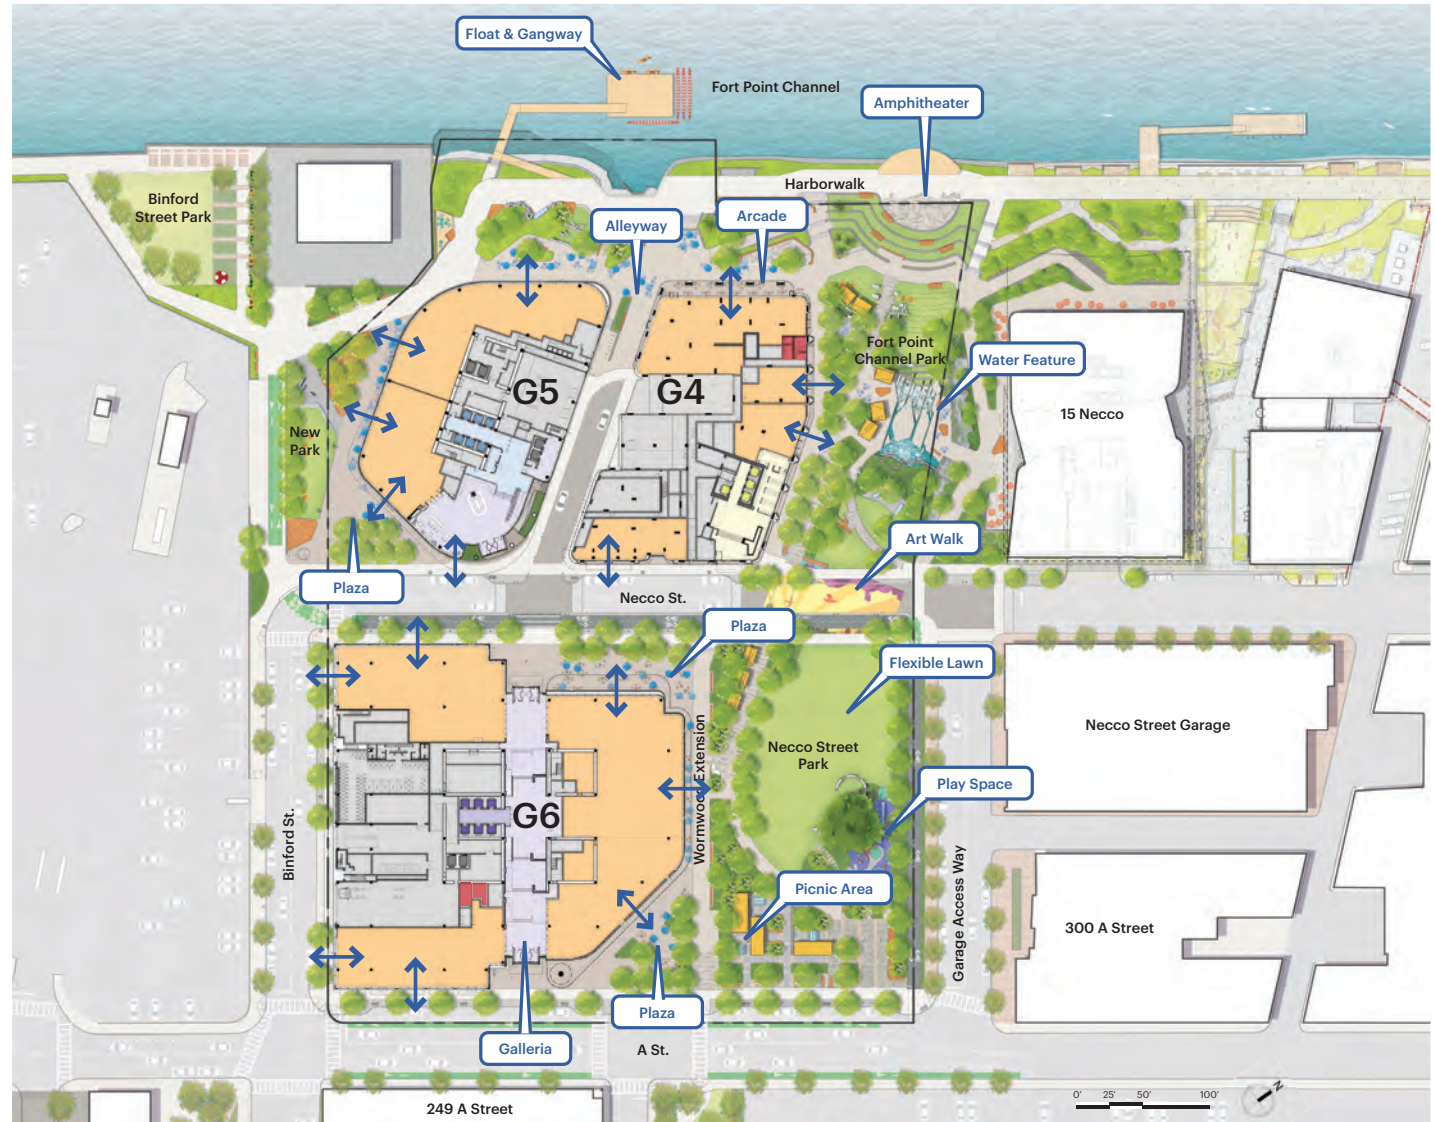 Float & Gangway
Fort Point Channel
Amphitheater
Harborwalk
Binford
Street Park
Alleyway
Arcade
Fort Point
Channel Park
Water Feature
G5
G4
15 Necco
New
Park
Art Walk
Plaza
Necco St.
Plaza
Flexible Lawn
Wormwood Extension
Necco Street
Park
Necco Street Garage
Play Space
G6
Binford St.
Garage Access Way
Picnic Area
300 A Street
Plaza
Galleria
A St.
249 A Street
0' 25' 50' 100'
N